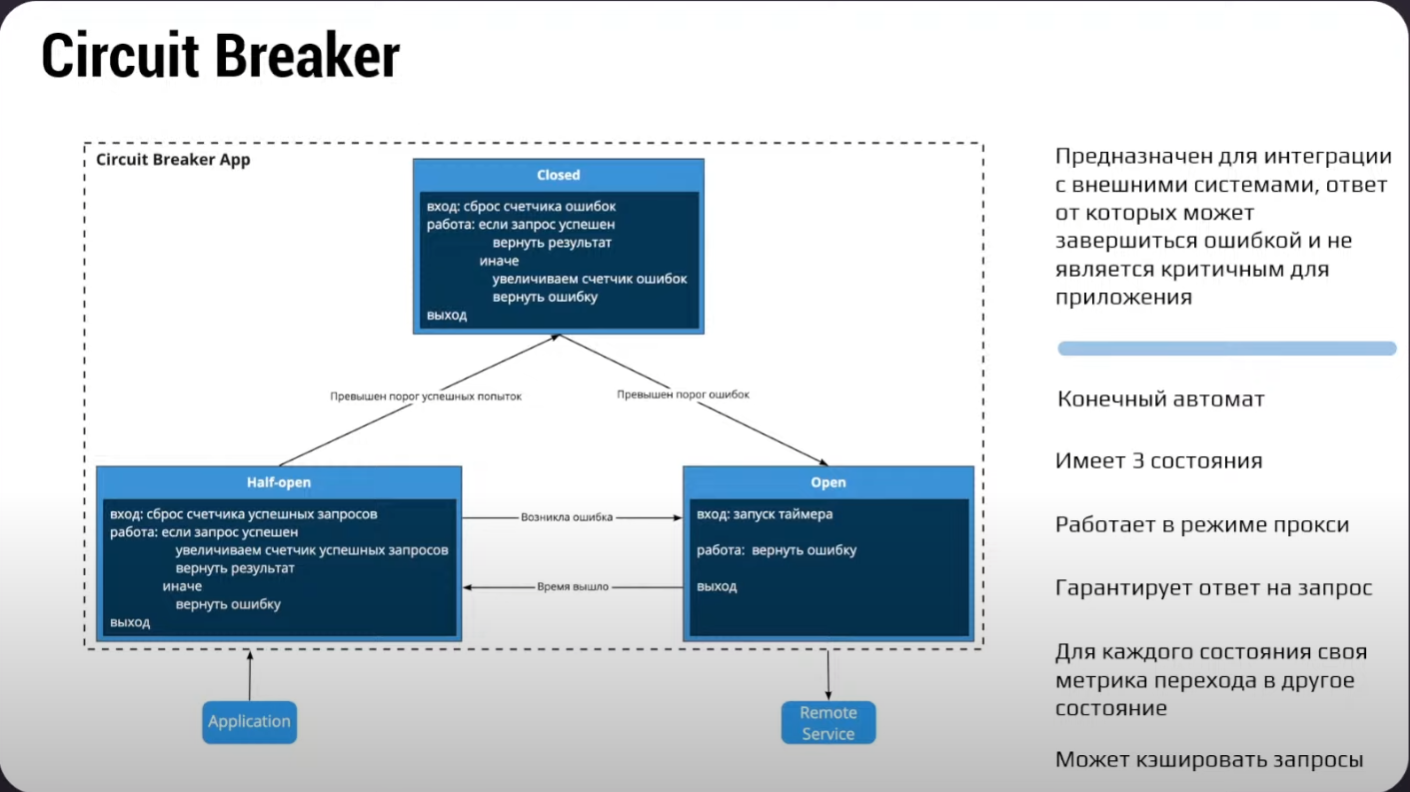 Circuit Breaker
Circuit Breaker App
Closed
вход: сброс счетчика ошибок
работа: если запрос успешен
вернуть результат
иначе
увеличиваем счетчик ошибок
вернуть ошибку
выход
Превышен порог успешных попыток
Превышен порог ошибок
Half-open
вход: сброс счетчика успешных запросов
работа: если запрос успешен
увеличиваем счетчик успешных запросов
вернуть результат
иначе
вернуть ошибку
выход
Возникла ошибка
Время вышло
Open
вход: запуск таймера
работа: вернуть ошибку
выход
Application
Remote
Service
Предназначен для интеграции
с внешними системами, ответ
от которых может
завершиться ошибкой и не
является критичным для
приложения
Конечный автомат
Имеет 3 состояния
Работает в режиме прокси
Гарантирует ответ на запрос
Для каждого состояния своя
метрика перехода в другое
состояние
Может кэшировать запросы